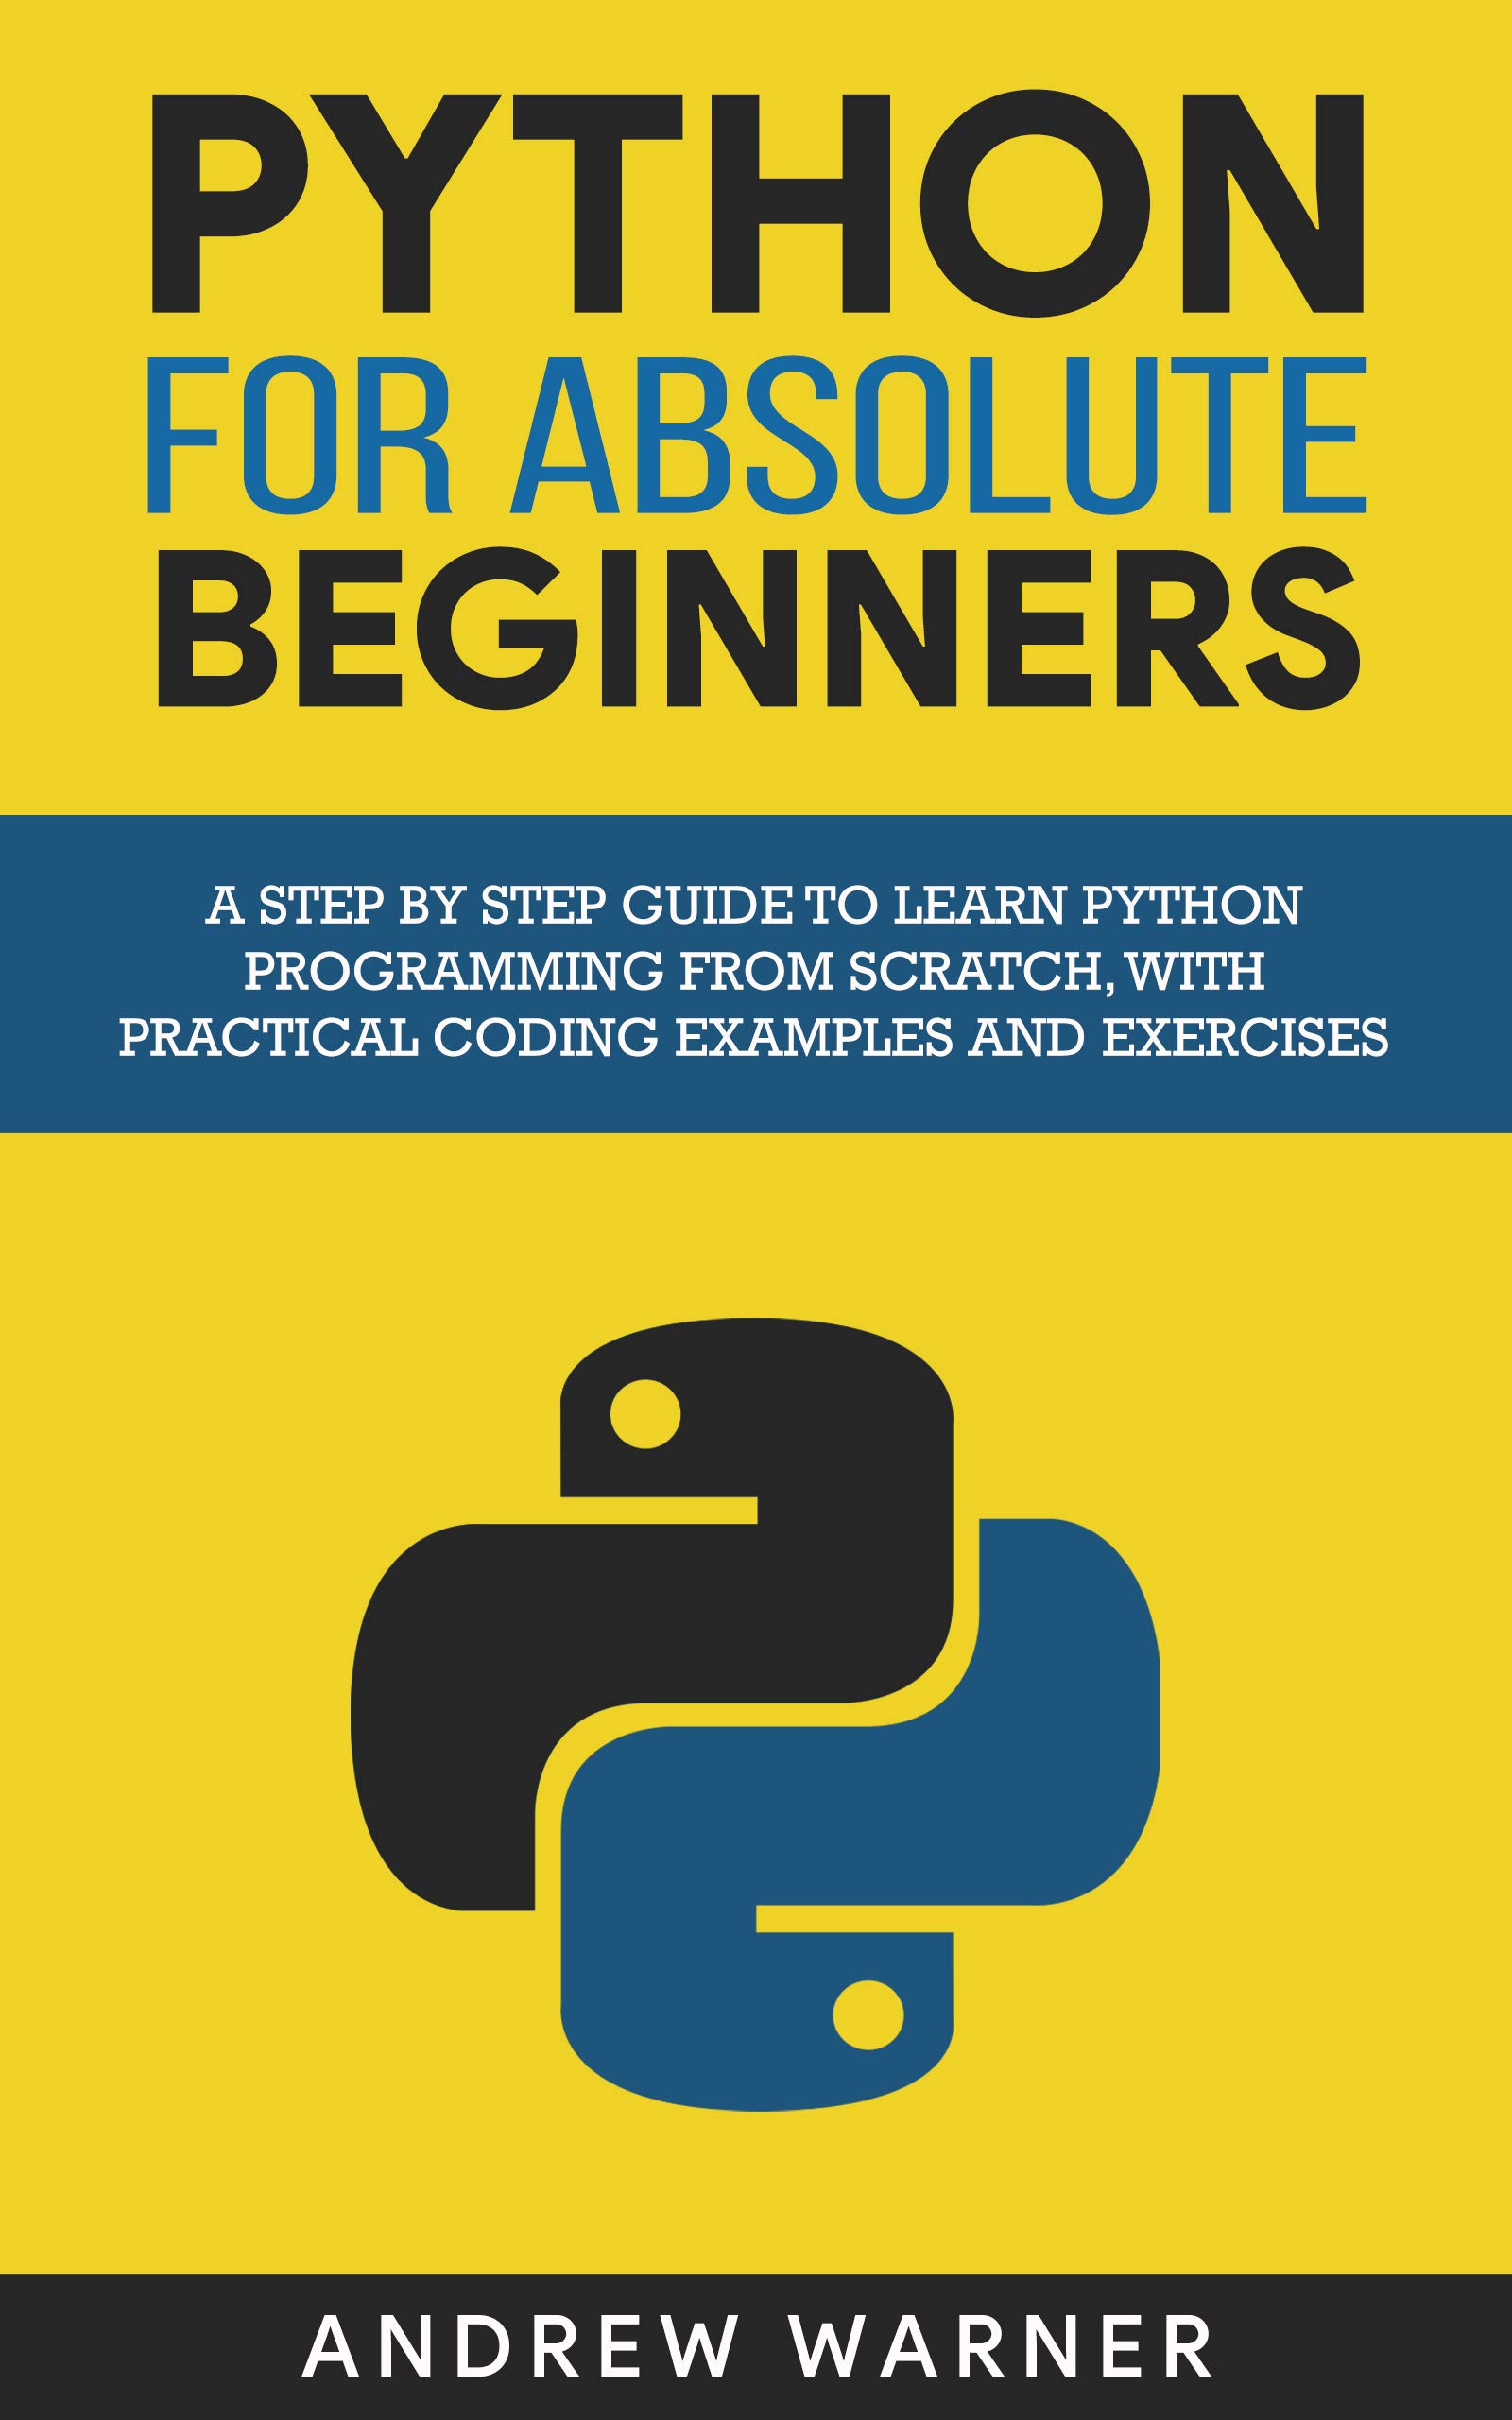 PYTHON
FOR ABSOLUTE
BEGINNERS
A STEP BY STEP GUIDE TO LEARN PYTHON
PROGRAMMING FROM SCRATCH, WITH
PRACTICAL CODING EXAMPLES AND EXERCISES
ANDREW WARNER